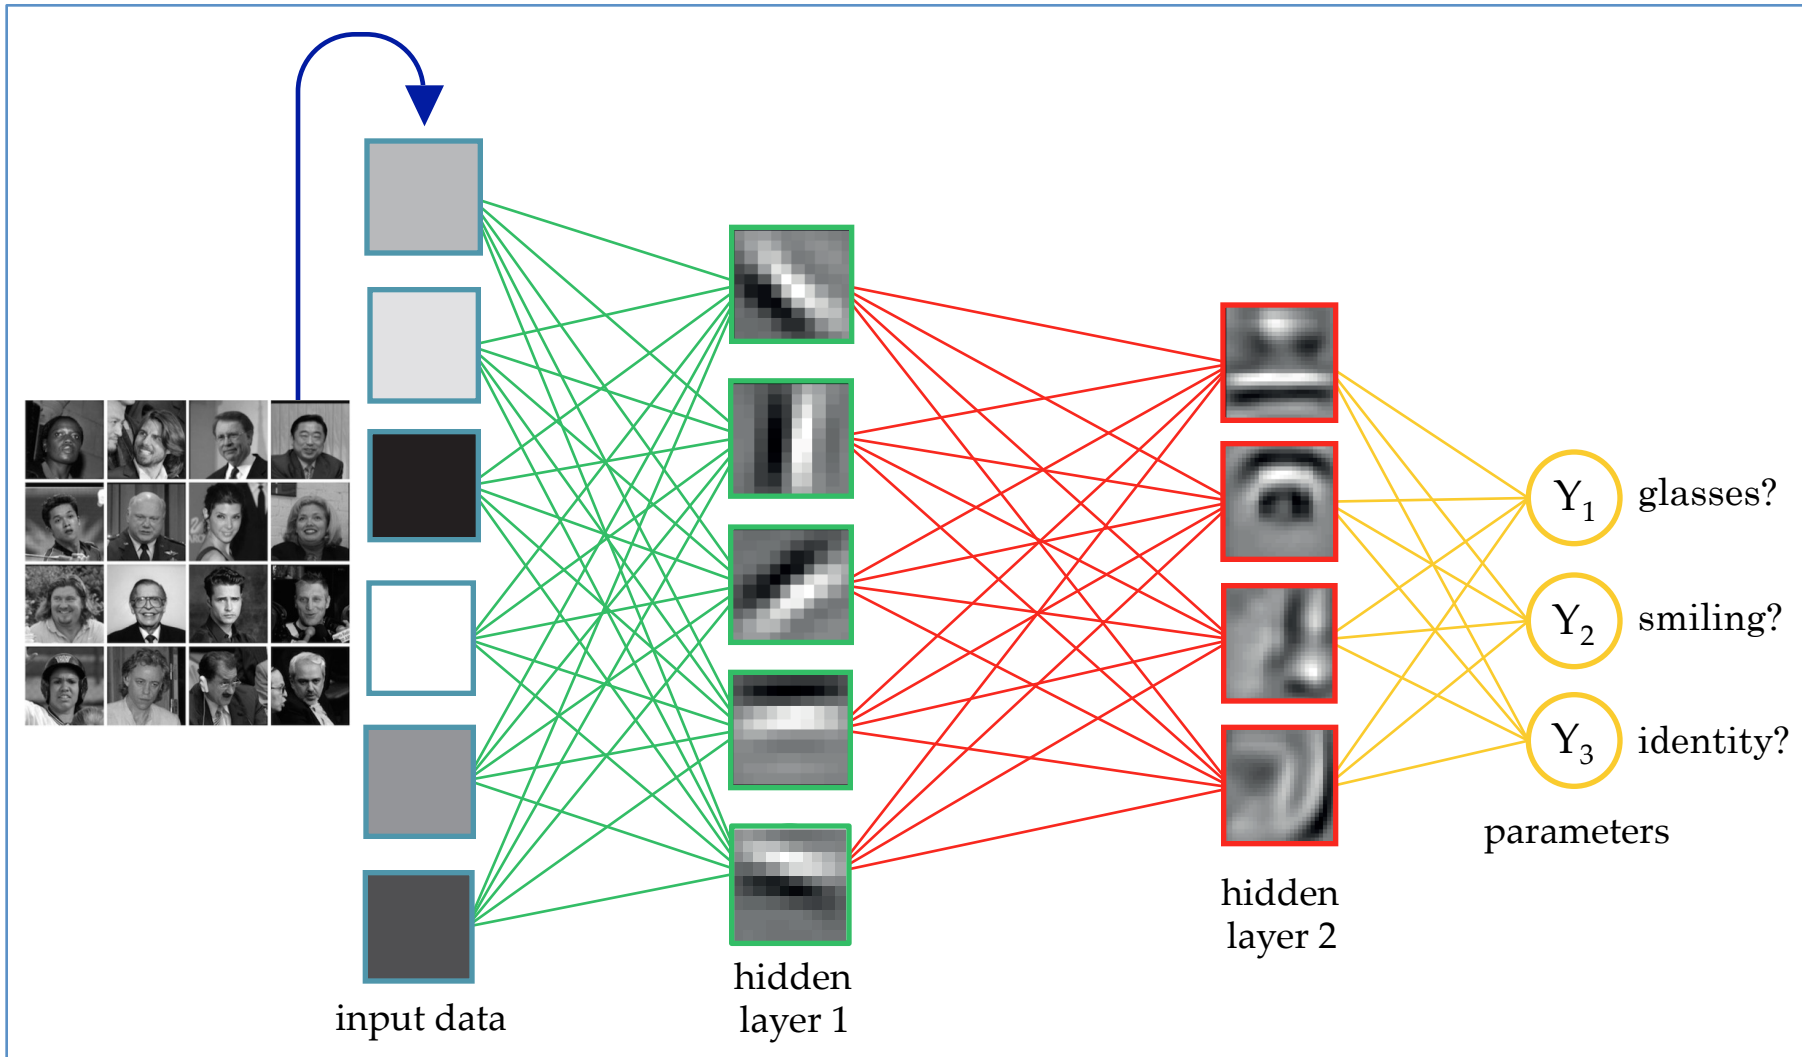 input data
hidden
layer 1
hidden
layer 2
Y1 glasses?
Y2 smiling?
Y3 identity?
parameters